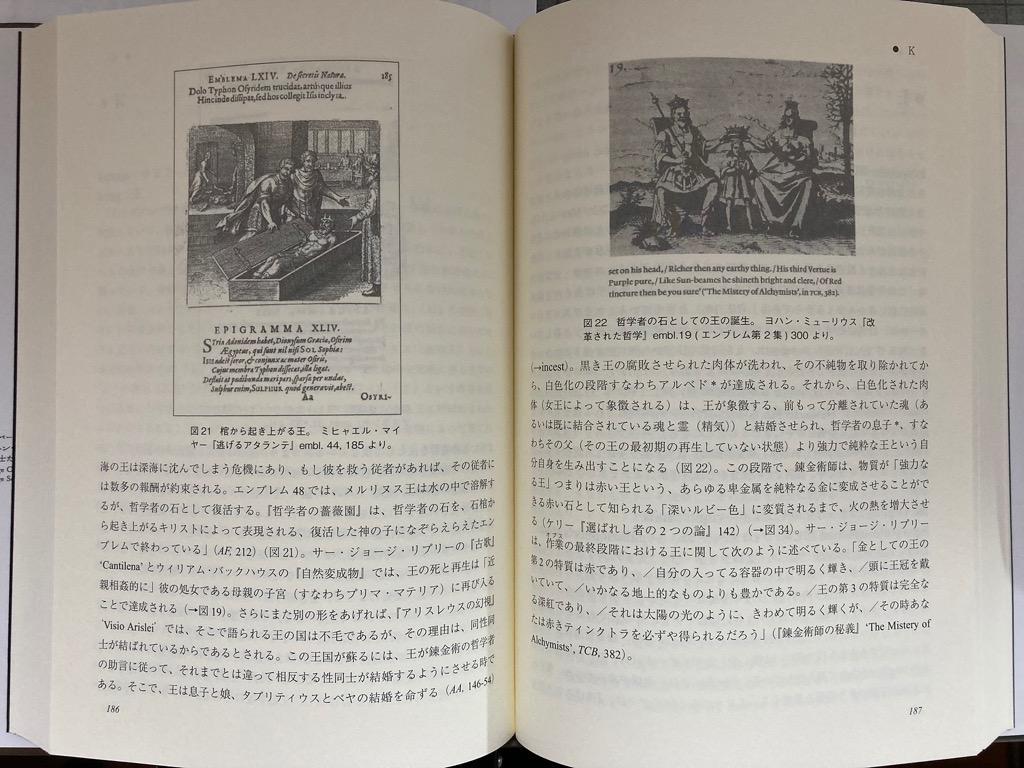 EMBLEMA LXIV. De secretis Naturæ. 185
Dolo Typhon Osyridem trucidat, artusque illius
Hinc inde dissipat, sed hos collegit Isis inclyta.
EPIGRAMMA XLIV.
Syria Adonidem habet, Dionysum Græcia, Osirim
Ægyptus, qui sunt nil nisi SOL Sophiæ:
ISIS adest soror, & conjunx ac mater Osiris,
Cujus membra Typhon dissecat, illa ligat.
Defluit at pudibunda mari pars, sparsa per undas,
Sulphur enim, SULPHUR quod generavit, abest.
Aa OSYRI-
図21 棺から起き上がる王。 ミヒャエル・マイ
ヤー『逃げるアタランテ』embl. 44, 185 より。
海の王は深海に沈んでしまう危機にあり、もし彼を救う従者があれば、その従者に
は数多の報酬が約束される。エンブレム48では、メルリヌス王は水の中で溶解す
るが、哲学者の石として復活する。『哲学者の薔薇園』は、哲学者の石を、石棺か
ら起き上がるキリストによって表現される、復活した神の子になぞらえらえたエン
ブレムで終わっている」(AF, 212)(図21)。サー・ジョージ・リプリーの『古歌』
'Cantilena' とウィリアム・バックハウスの『自然変成物』では、王の死と再生は「近
親相姦的に」彼の処女である母親の子宮(すなわちプリマ・マテリア)に再び入る
ことで達成される(→図19)。さらにまた別の形をあげれば、『アリスレウスの幻視』
'Visio Arislei' では、そこで語られる王の国は不毛であるが、その理由は、同性同
士が結ばれているからであるとされる。この王国が蘇るには、王が錬金術の哲学者
の助言に従って、それまでとは違って相反する性同士が結婚するようにさせる時で
ある。そこで、王は息子と娘、タブリティウスとベヤの結婚を命ずる(AA, 146-54)
186
● K
19.
set on his head, / Richer then any earthy thing. / His third Vertue is
Purple pure, / Like Sun-beames he shineth bright and clere, / Of Red
tincture then be you sure' ('The Mistery of Alchymists', in TCB, 382).
図22 哲学者の石としての王の誕生。 ヨハン・ミューリウス『改
革された哲学』embl.19(エンブレム第2集)300 より。
(→incest)。黒き王の腐敗させられた肉体が洗われ、その不純物を取り除かれてか
ら、白色化の段階すなわちアルベド*が達成される。それから、白色化された肉
体(女王によって象徴される)は、王が象徴する、前もって分離されていた魂(あ
るいは既に結合されている魂と霊(精気))と結婚させられ、哲学者の息子*、す
なわちその父(その王の最初期の再生していない状態)より強力で純粋な王という自
分自身を生み出すことになる(図22)。この段階で、錬金術師は、物質が「強力な
る王」つまりは赤い王という、あらゆる卑金属を純粋なる金に変成させることがで
きる赤い石として知られる「深いルビー色」に変質されるまで、火の熱を増大させ
る(ケリー『選ばれし者の2つの論』142)(→図34)。サー・ジョージ・リプリー
は、作業の最終段階における王に関して次のように述べている。「金としての王の
第2の特質は赤であり、／自分の入ってる容器の中で明るく輝き、／頭に王冠を戴
いていて、／いかなる地上的なものよりも豊かである。／王の第3の特質は完全な
る深紅であり、／それは太陽の光のように、きわめて明るく輝くが、／その時あな
たは赤きティンクトラを必ずや得られるだろう」(『錬金術師の秘義』'The Mistery of
Alchymists', TCB, 382)。
187